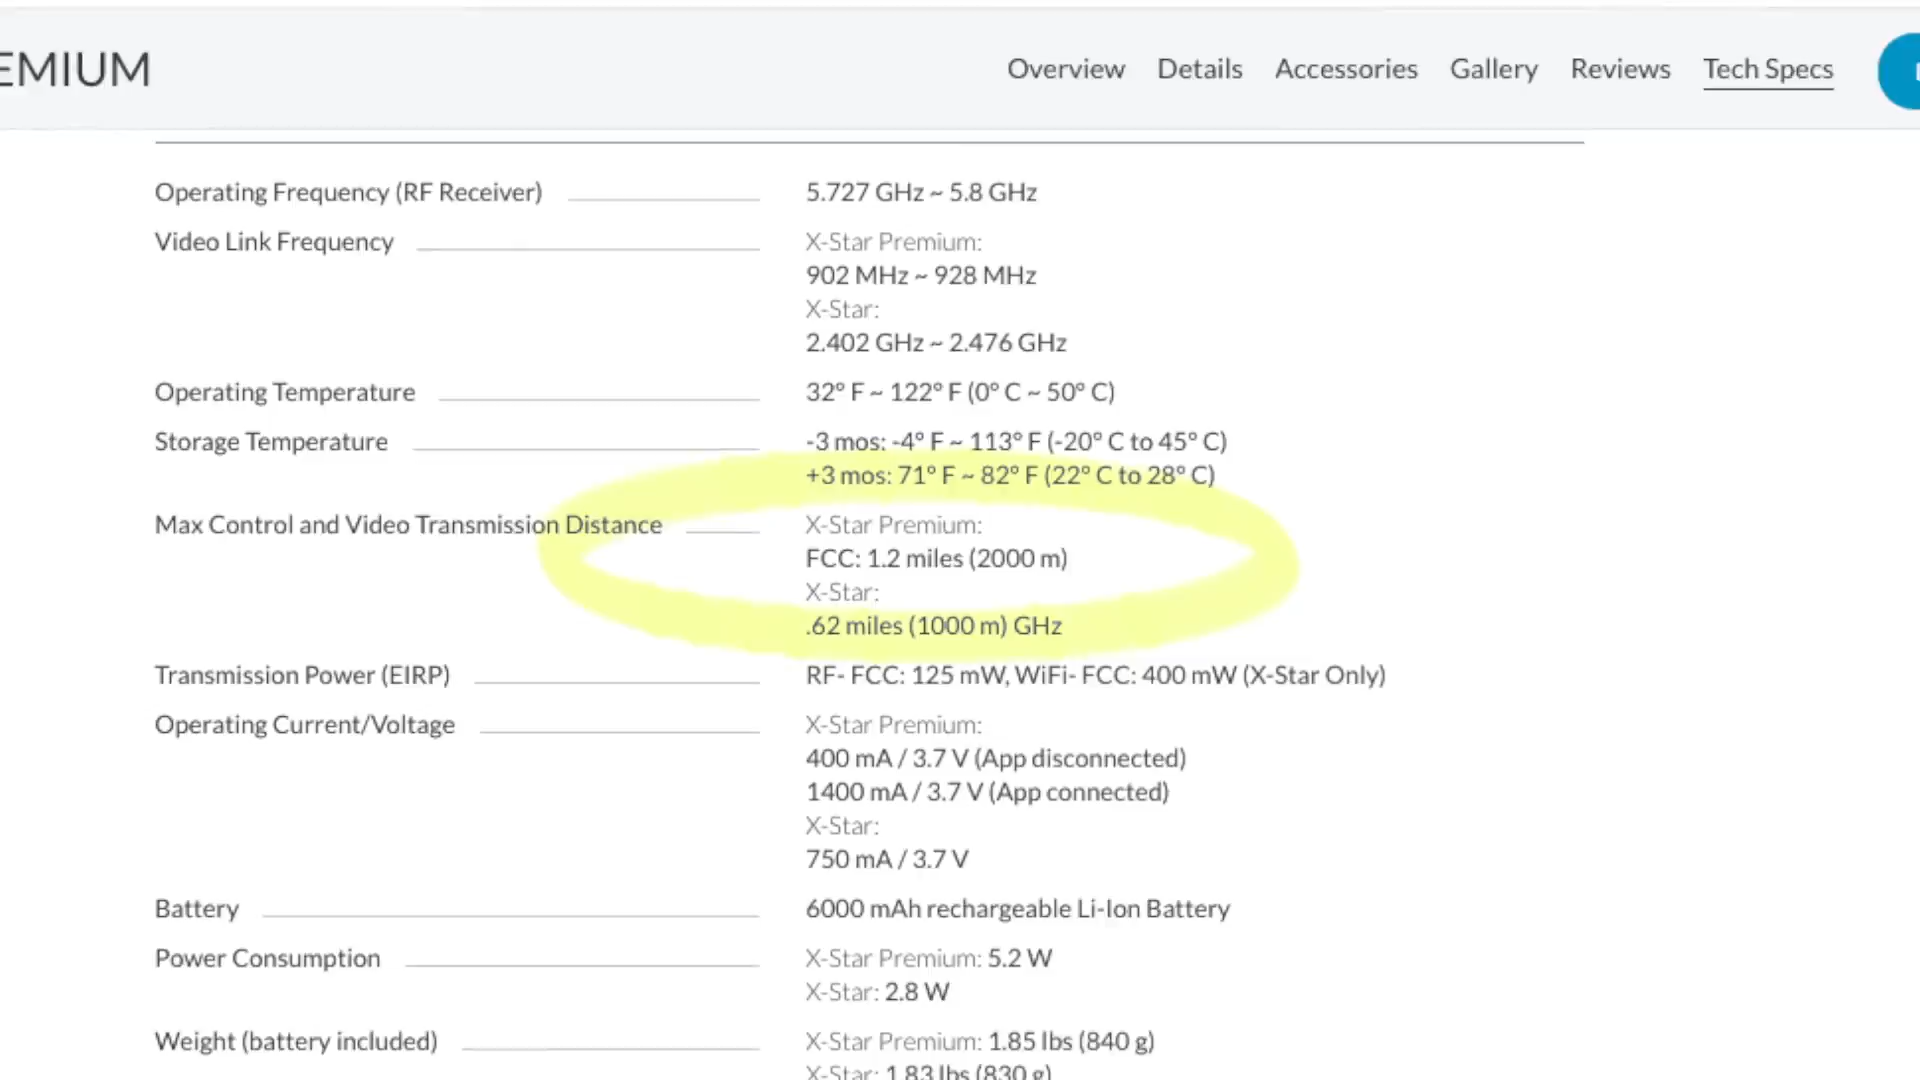 EMIUM
Overview Details Accessories Gallery Reviews Tech Specs
Operating Frequency (RF Receiver) 5.727 GHz ~ 5.8 GHz
Video Link Frequency X-Star Premium:
902 MHz ~ 928 MHz
X-Star:
2.402 GHz ~ 2.476 GHz
Operating Temperature 32° F ~ 122° F (0° C ~ 50° C)
Storage Temperature -3 mos: -4° F ~ 113° F (-20° C to 45° C)
+3 mos: 71° F ~ 82° F (22° C to 28° C)
Max Control and Video Transmission Distance X-Star Premium:
FCC: 1.2 miles (2000 m)
X-Star:
.62 miles (1000 m) GHz
Transmission Power (EIRP) RF- FCC: 125 mW, WiFi- FCC: 400 mW (X-Star Only)
Operating Current/Voltage X-Star Premium:
400 mA / 3.7 V (App disconnected)
1400 mA / 3.7 V (App connected)
X-Star:
750 mA / 3.7 V
Battery 6000 mAh rechargeable Li-Ion Battery
Power Consumption X-Star Premium: 5.2 W
X-Star: 2.8 W
Weight (battery included) X-Star Premium: 1.85 lbs (840 g)
X-Star: 1.83 lbs (830 g)